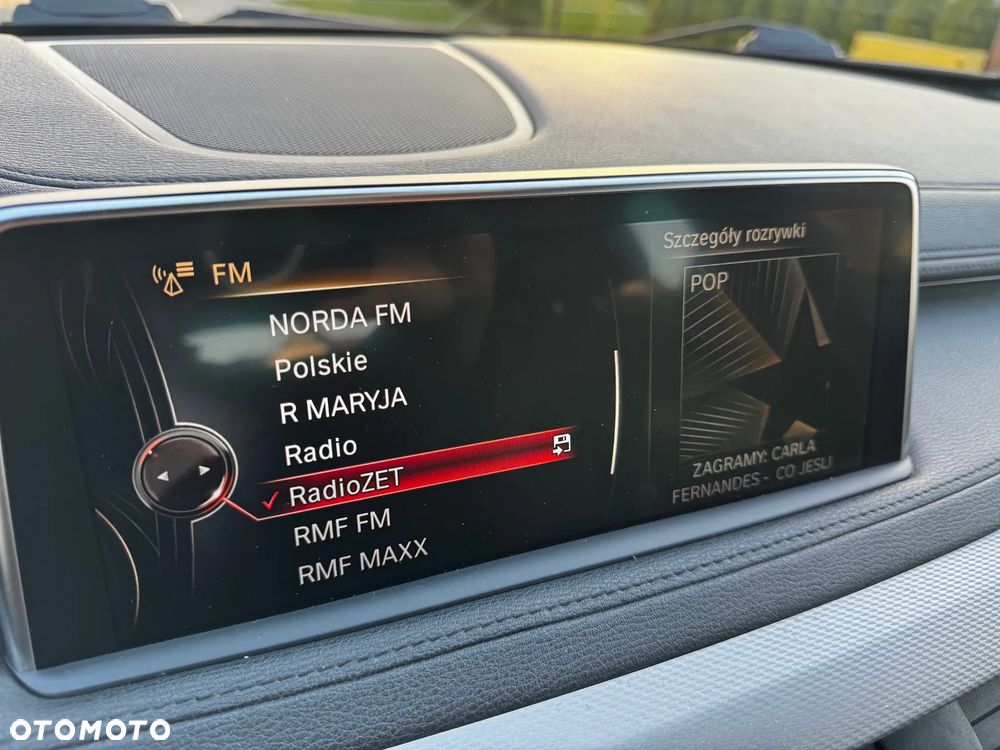 FM
NORDA FM
Polskie
R MARYJA
Radio
RadioZET
RMF FM
RMF MAXX
Szczegóły rozrywki
POP
ZAGRAMY: CARLA
FERNANDES - CO JESLI
OTOMOTO